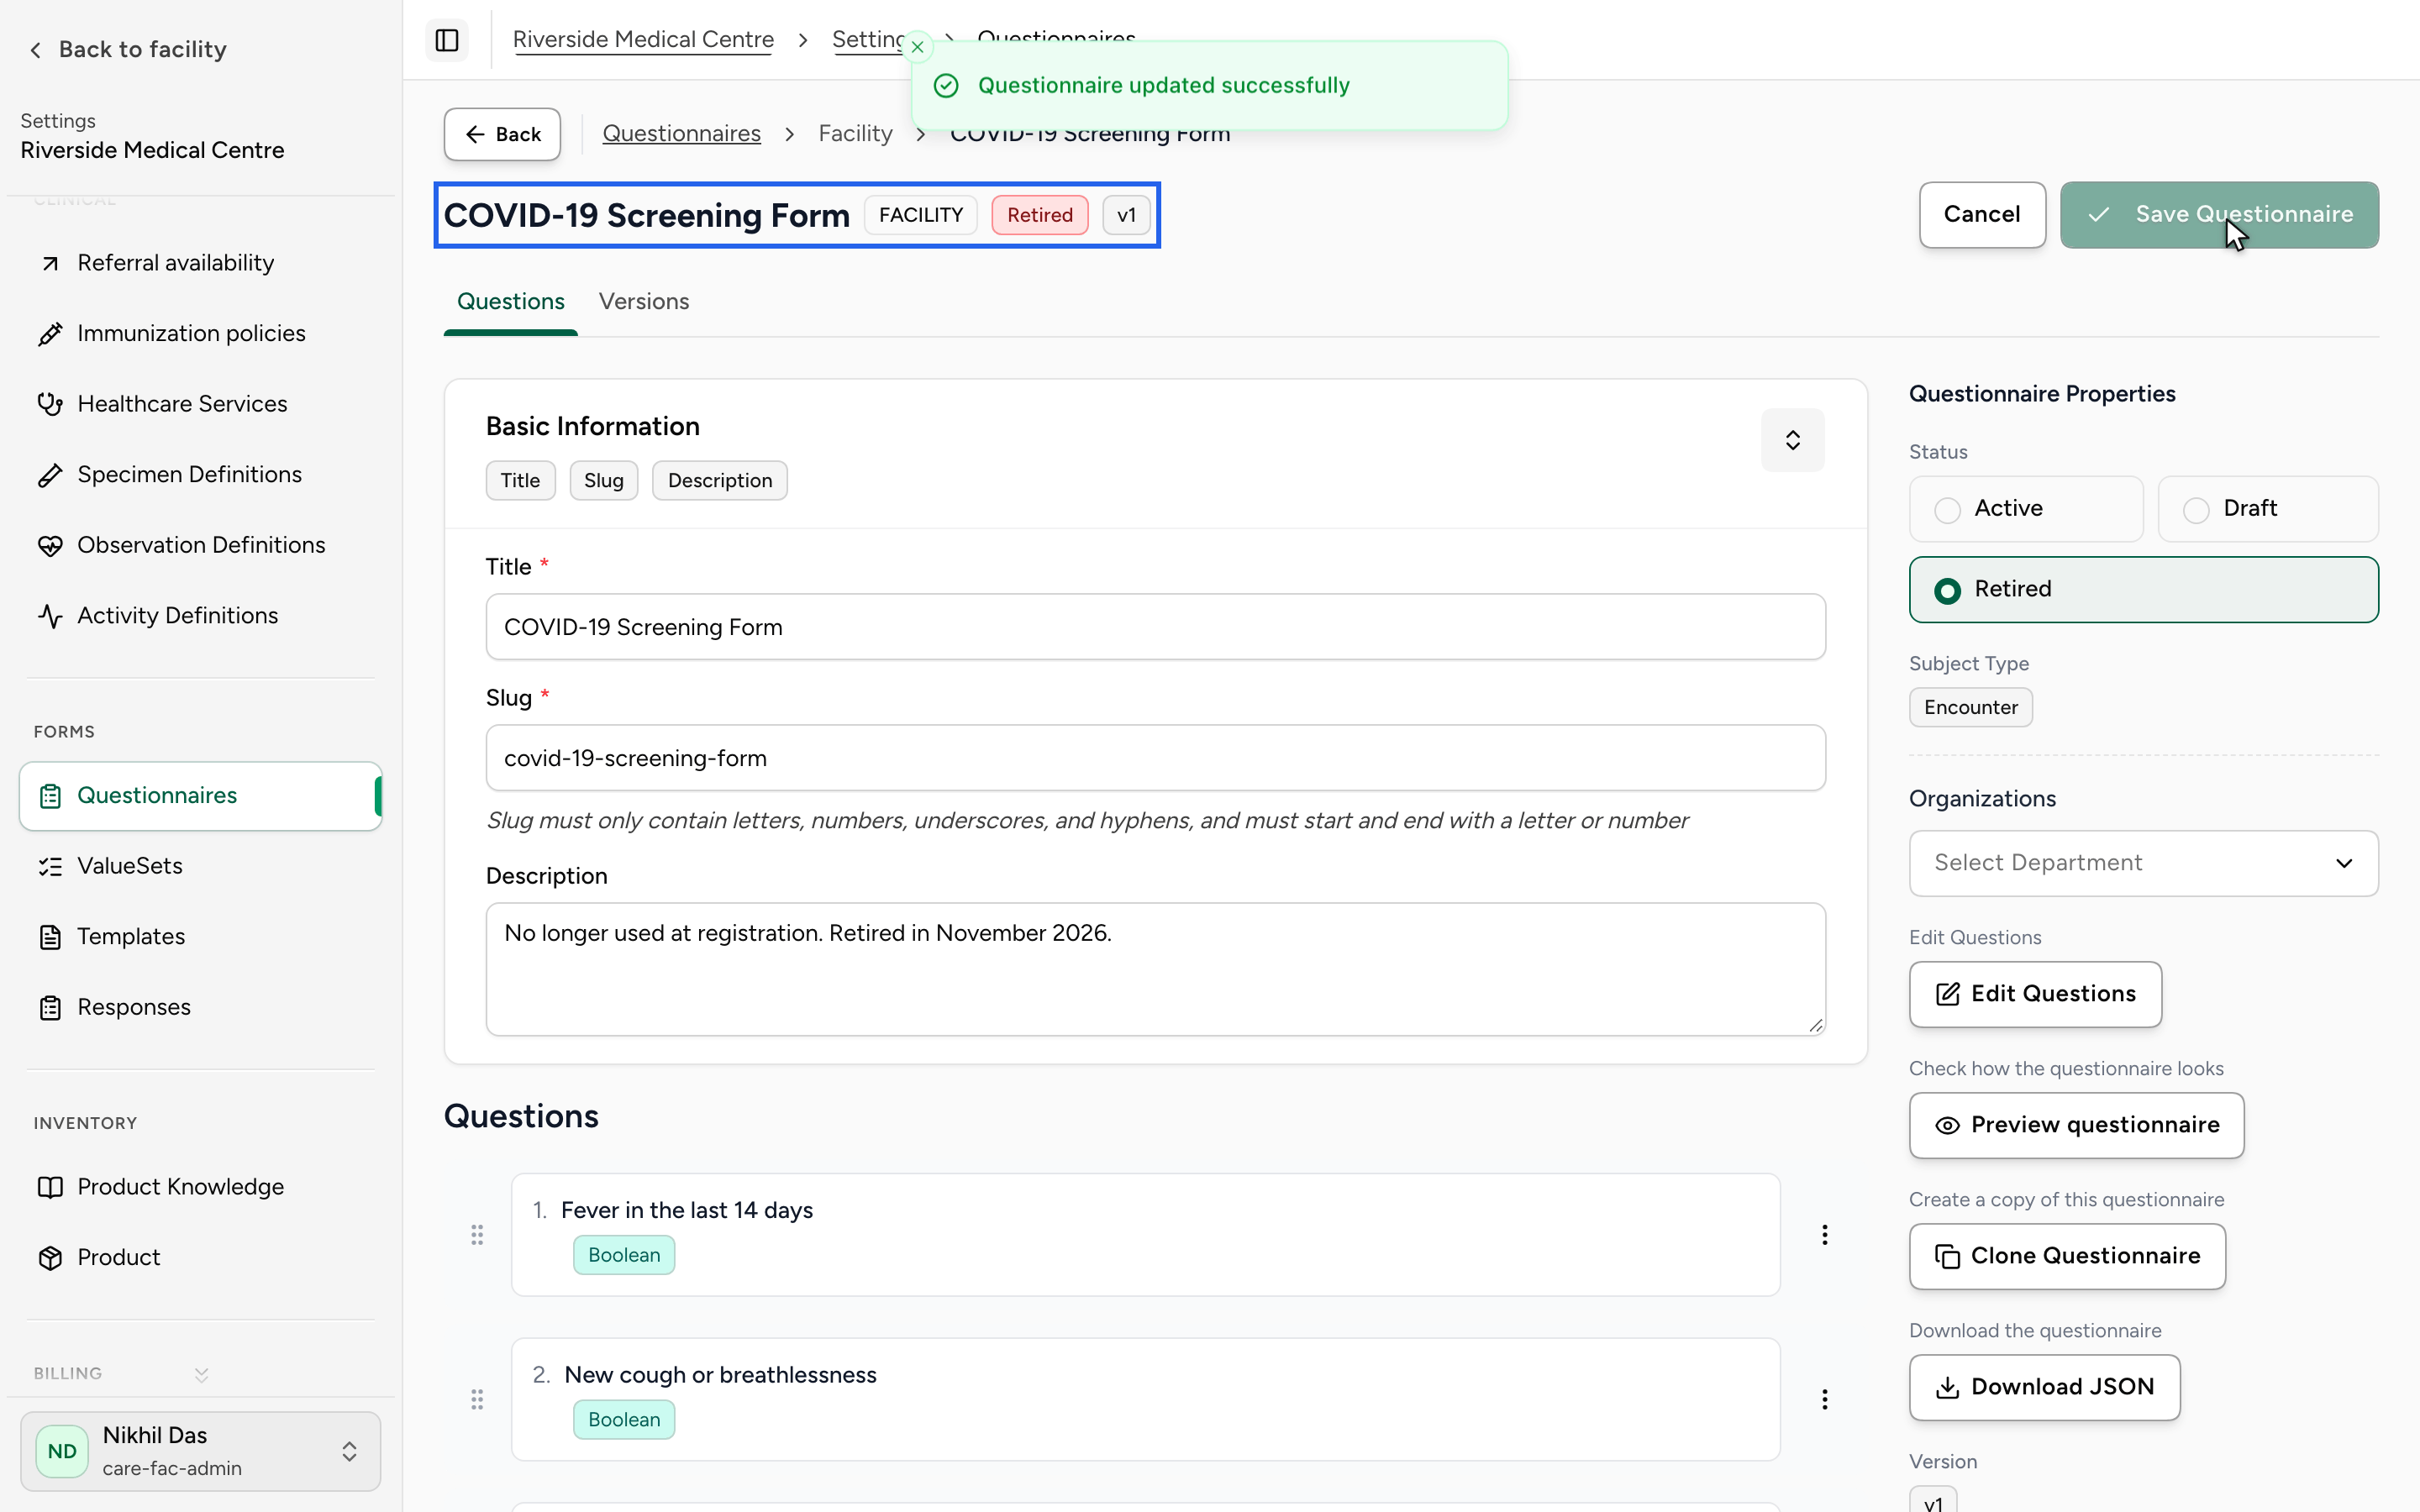 Back to facility
Settings
Riverside Medical Centre
CLINICAL
Referral availability
Immunization policies
Healthcare Services
Specimen Definitions
Observation Definitions
Activity Definitions
FORMS
Questionnaires
ValueSets
Templates
Responses
INVENTORY
Product Knowledge
Product
BILLING
ND
Nikhil Das
care-fac-admin
Riverside Medical Centre > Settings > Questionnaires
Questionnaire updated successfully
Back
Questionnaires > Facility > COVID-19 Screening Form
COVID-19 Screening Form FACILITY Retired v1
Cancel
Save Questionnaire
Questions Versions
Basic Information
Title Slug Description
Title *
COVID-19 Screening Form
Slug *
covid-19-screening-form
Slug must only contain letters, numbers, underscores, and hyphens, and must start and end with a letter or number
Description
No longer used at registration. Retired in November 2026.
Questions
1. Fever in the last 14 days
Boolean
2. New cough or breathlessness
Boolean
Questionnaire Properties
Status
Active
Draft
Retired
Subject Type
Encounter
Organizations
Select Department
Edit Questions
Edit Questions
Check how the questionnaire looks
Preview questionnaire
Create a copy of this questionnaire
Clone Questionnaire
Download the questionnaire
Download JSON
Version
v1